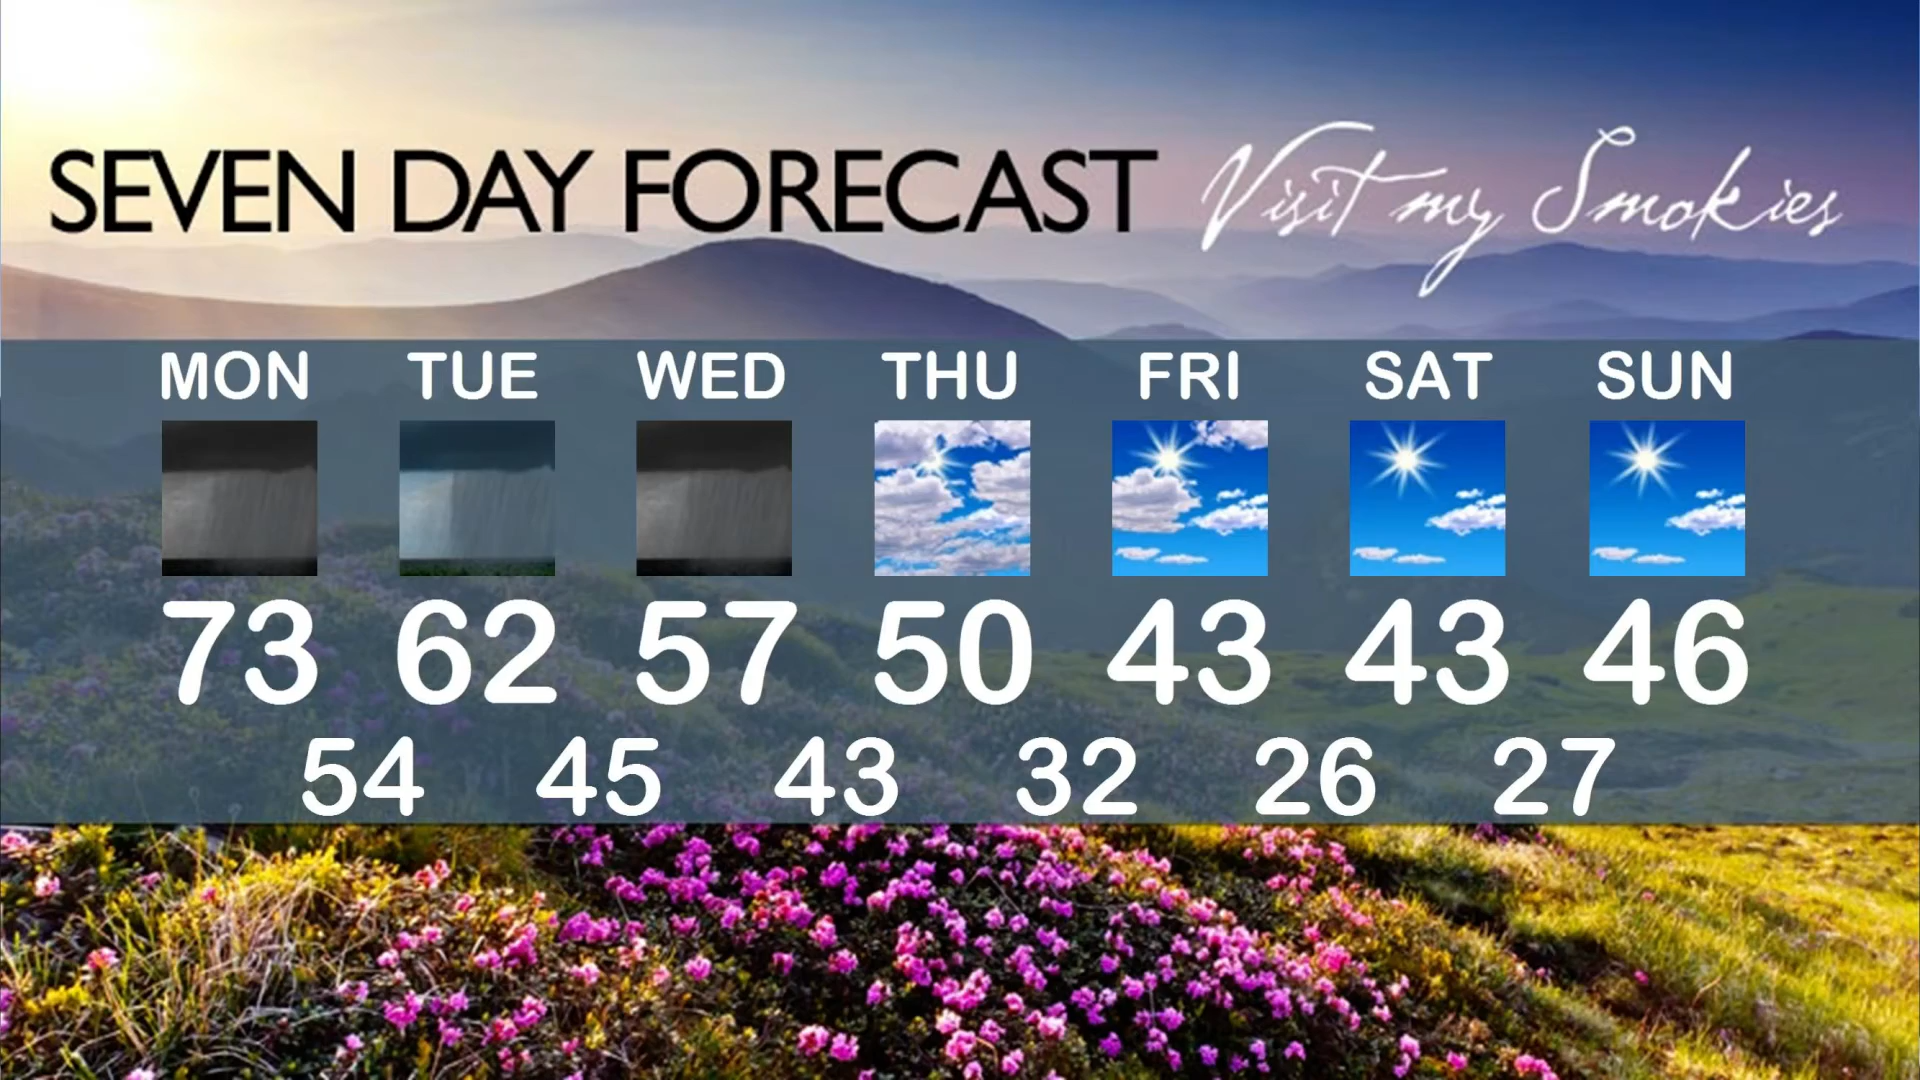 SEVEN DAY FORECAST Visit my Smokies
MON TUE WED THU FRI SAT SUN
73 62 57 50 43 43 46
54 45 43 32 26 27